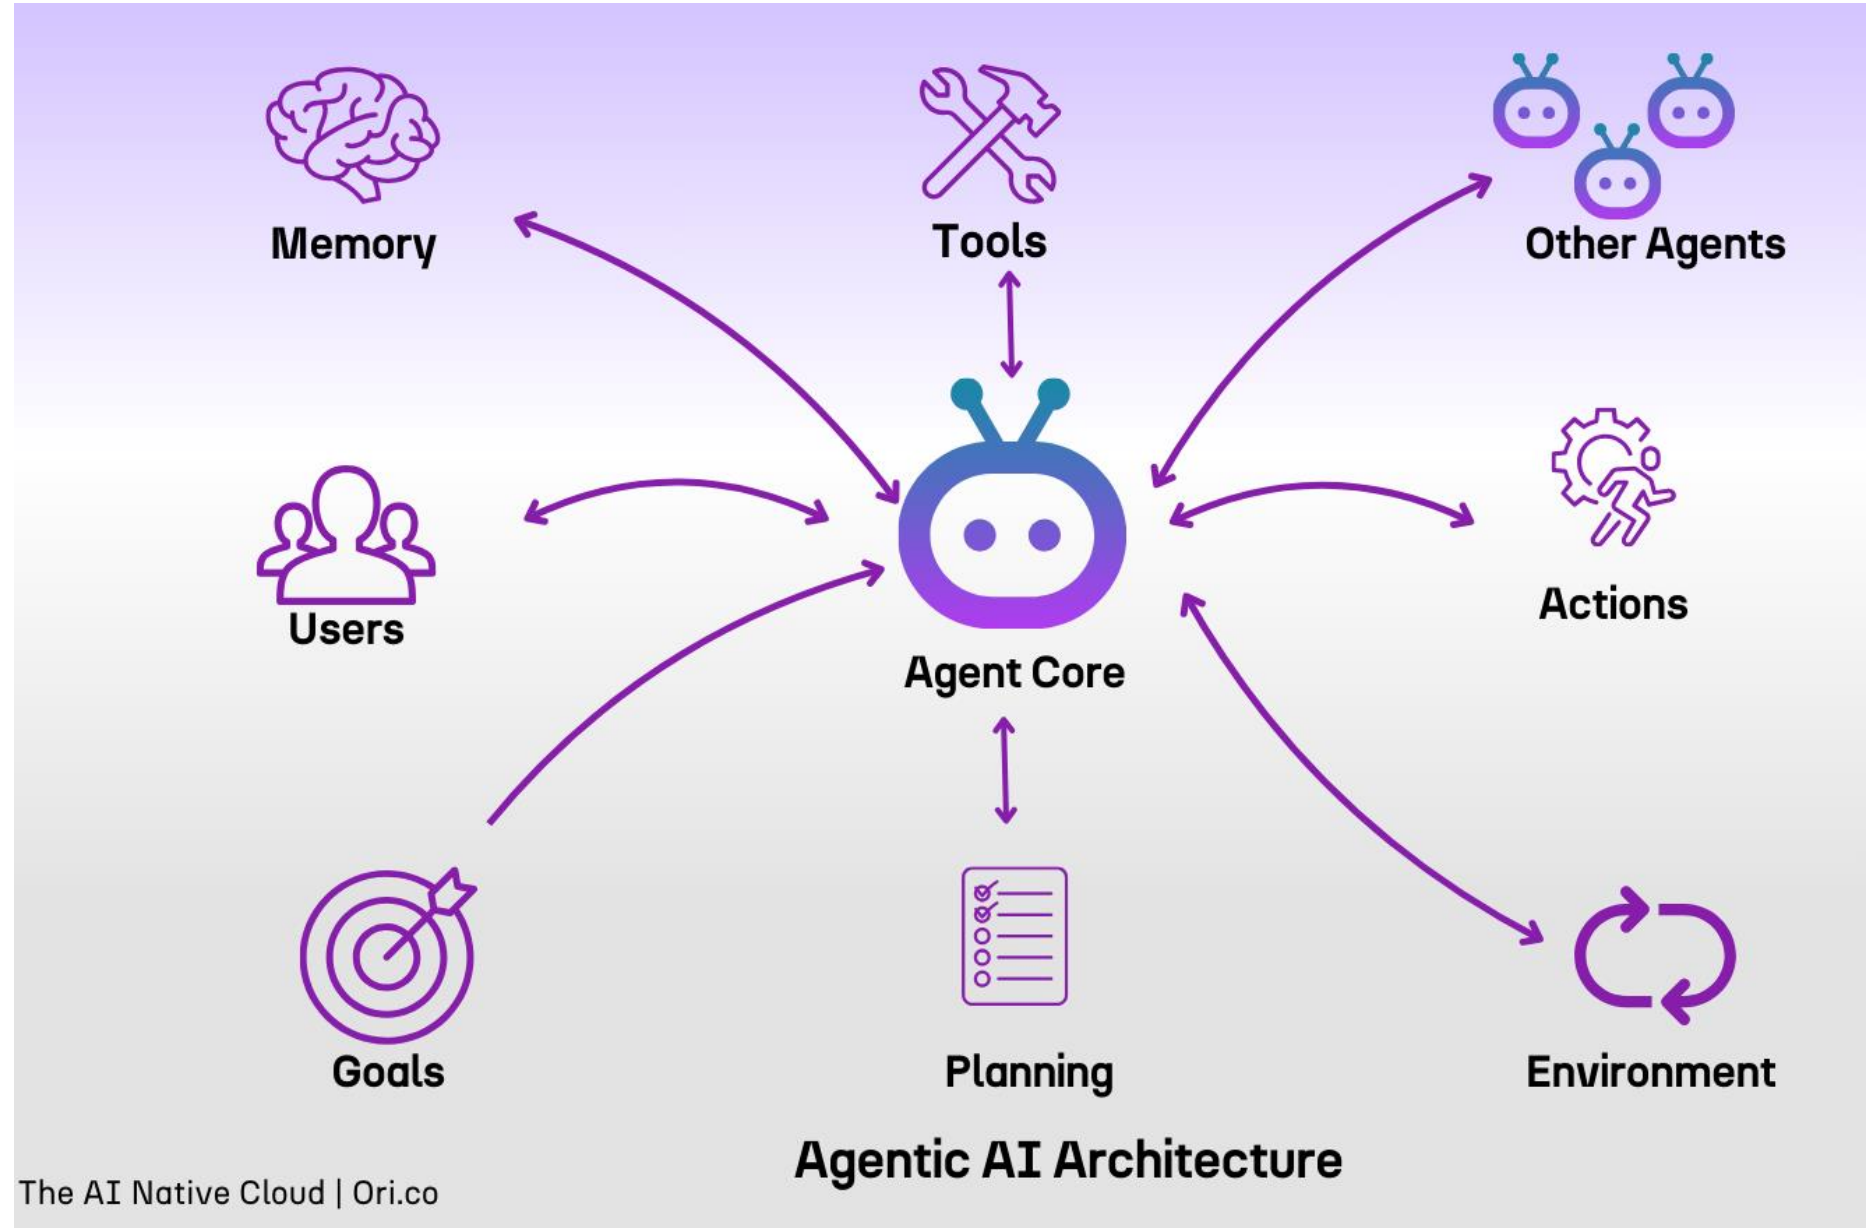 Memory
Tools
Other Agents
Users
Agent Core
Actions
Goals
Planning
Environment
Agentic AI Architecture
The AI Native Cloud | Ori.co